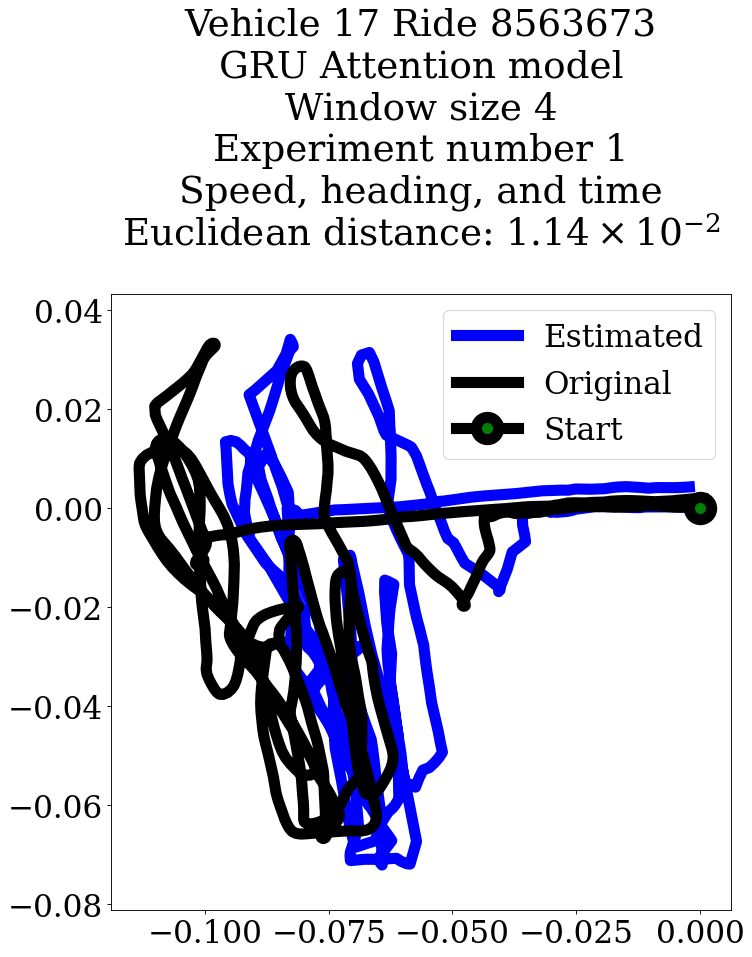 Vehicle 17 Ride 8563673
GRU Attention model
Window size 4
Experiment number 1
Speed, heading, and time
Euclidean distance: 1.14 × 10⁻²
0.04
0.02
0.00
−0.02
−0.04
−0.06
−0.08
Estimated
Original
Start
−0.100 −0.075 −0.050 −0.025 0.000